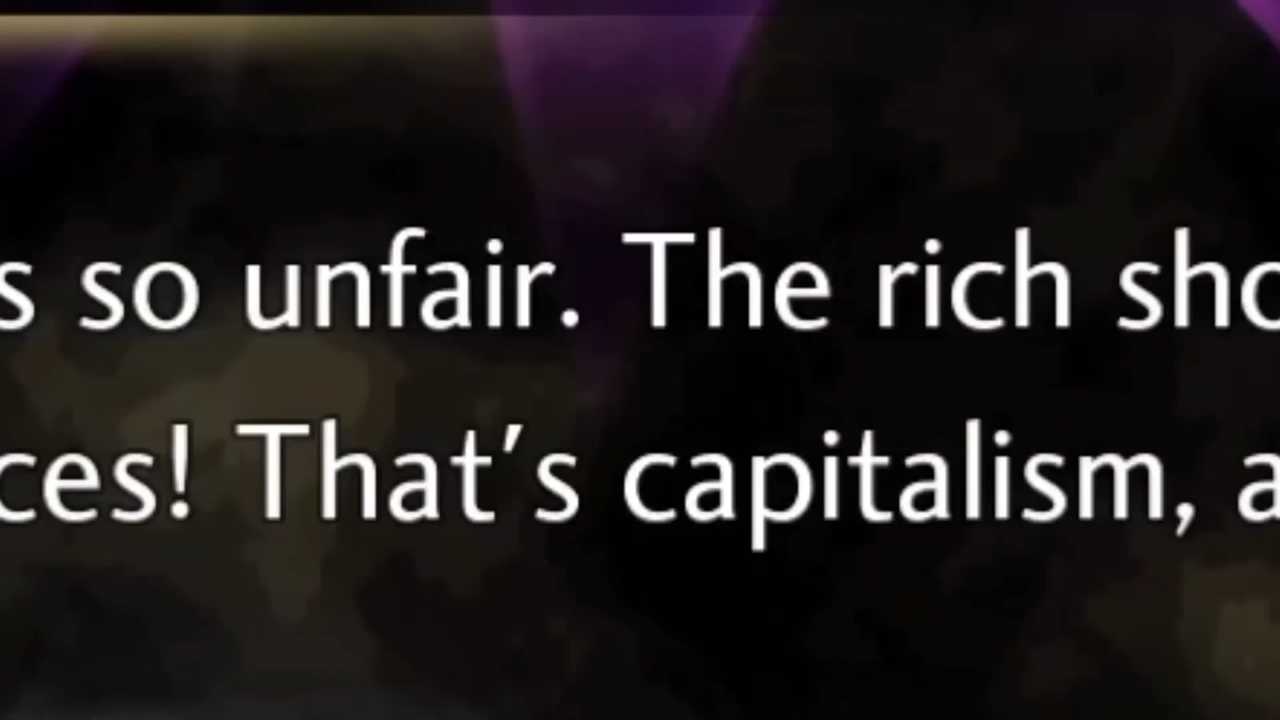 s so unfair. The rich sho
ces! That's capitalism, a